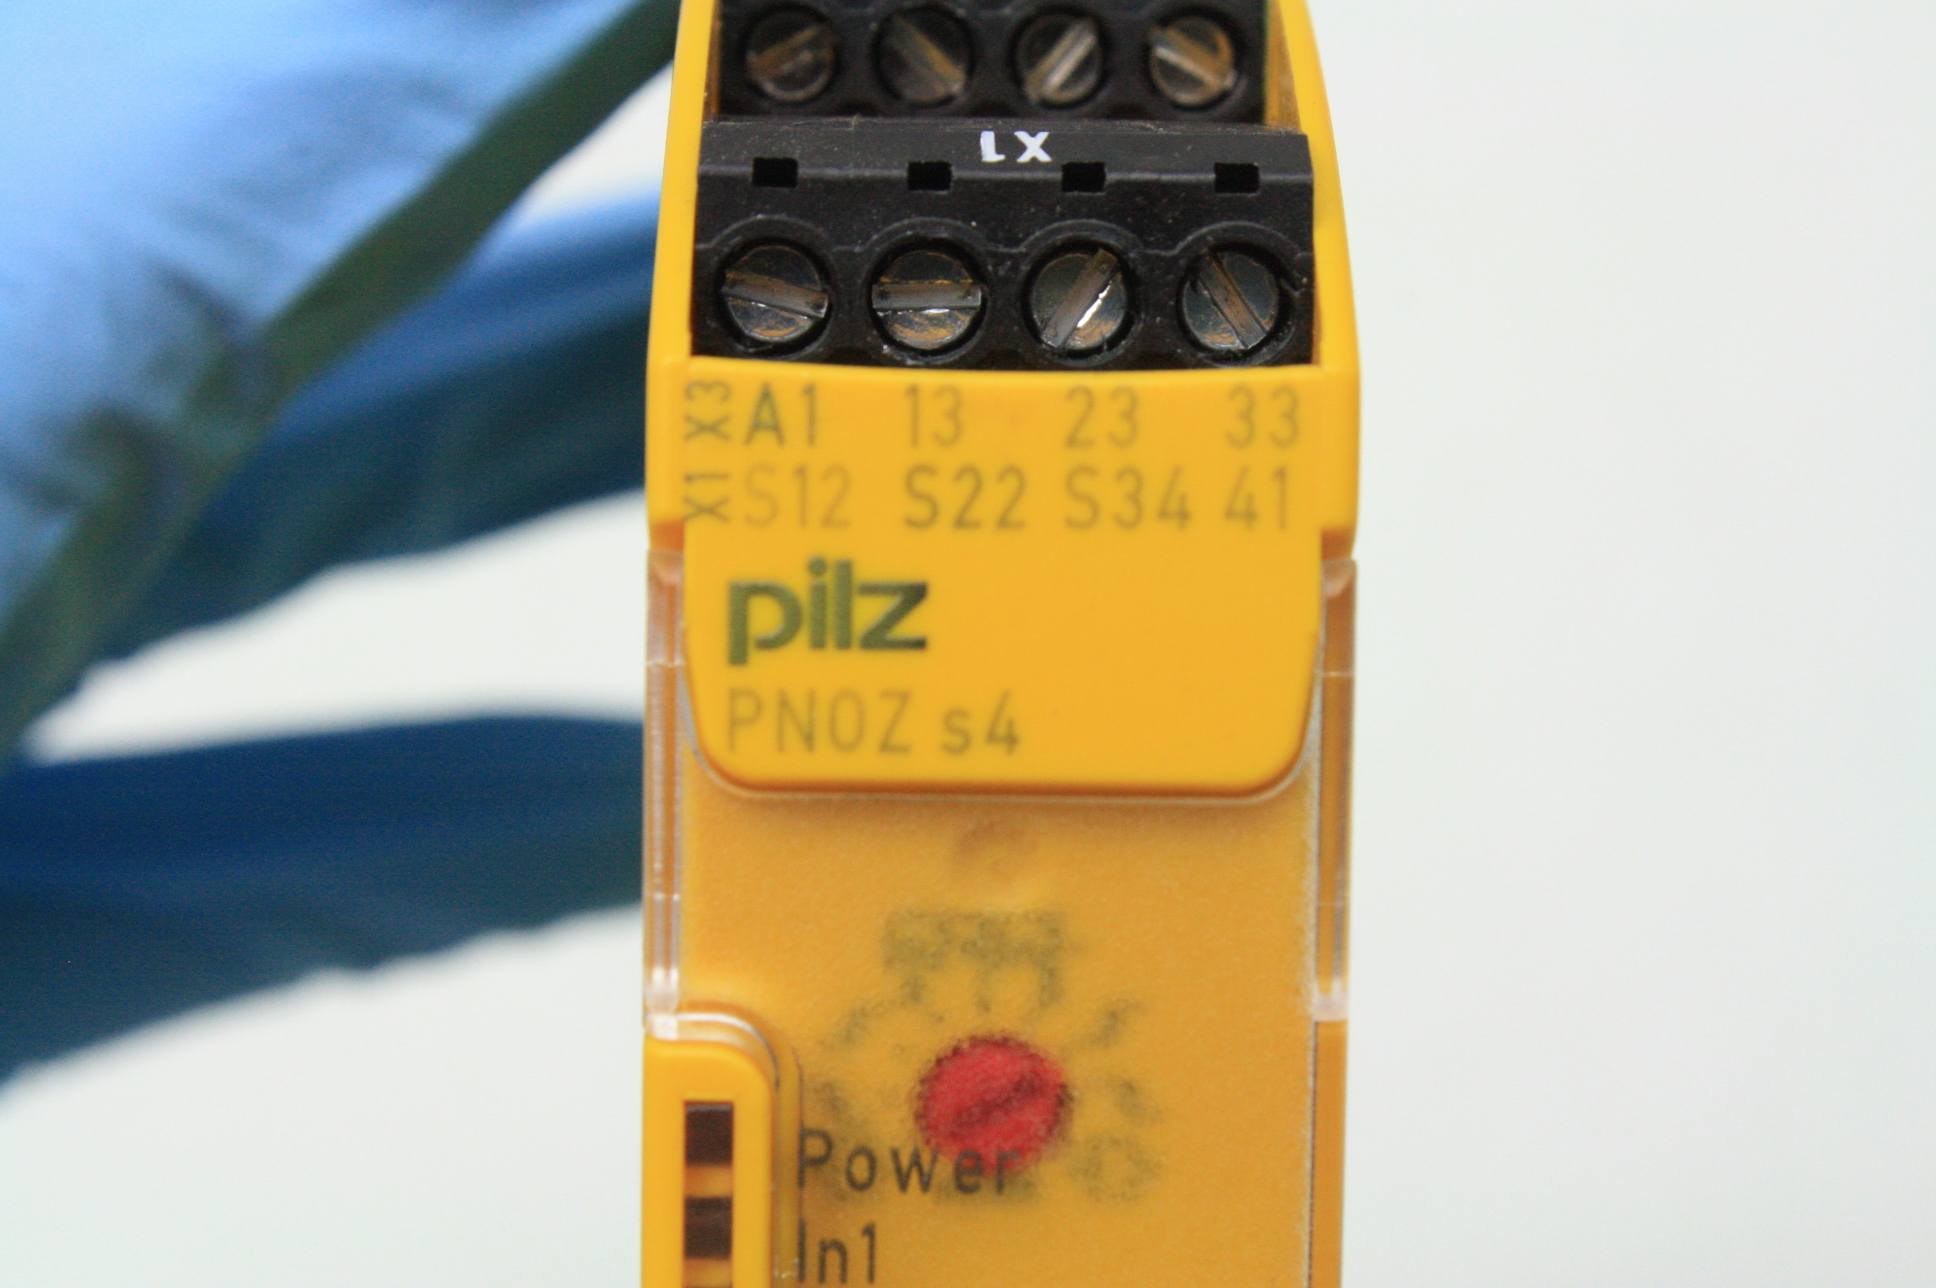 X1
X3 A1 13 23 33
X1 S12 S22 S34 41
pilz
PNOZ s4
Power
In1